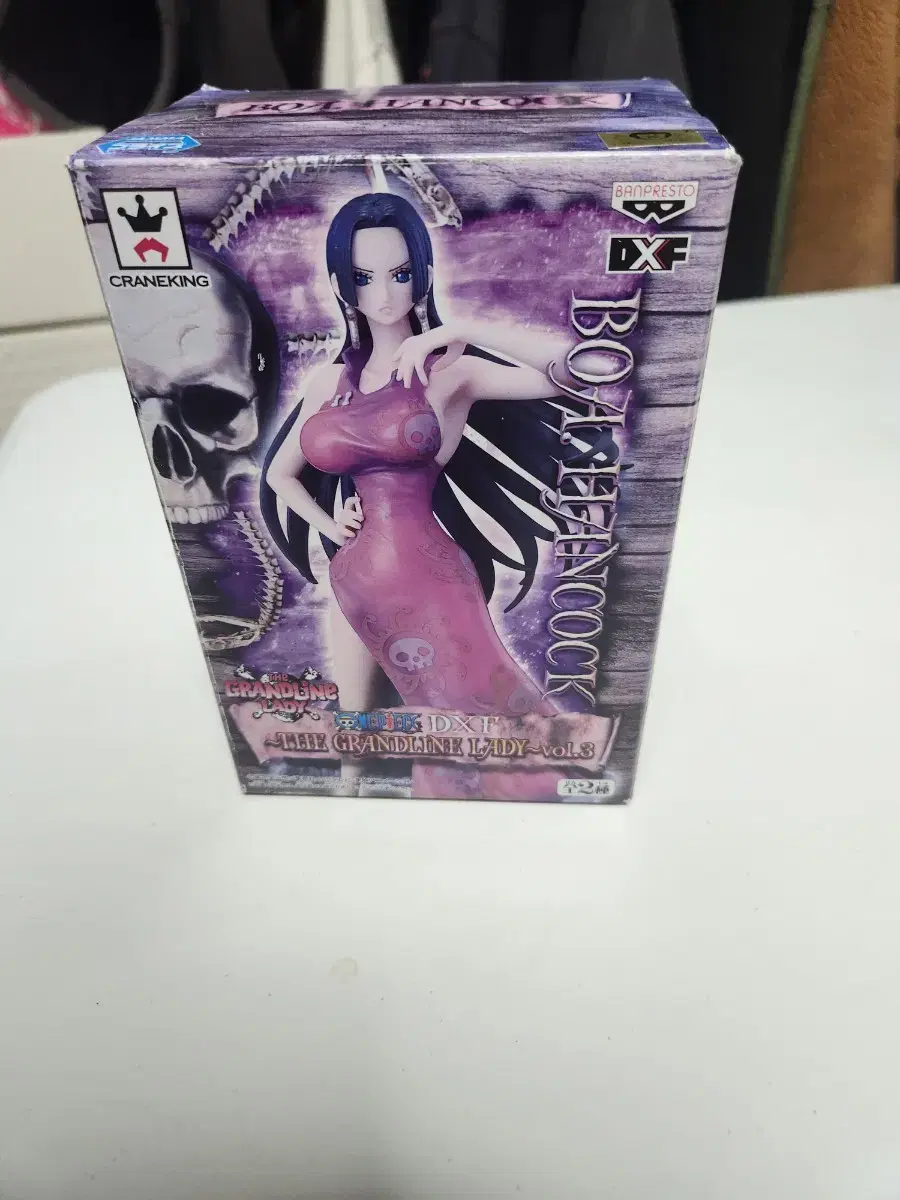 BOA・HANCOCK
CRANEKING
BANPRESTO
DXF
BOA・HANCOCK
THE
GRANDLINE
LADY
ONE PIECE DXF
~THE GRANDLINE LADY~vol.3
全2種